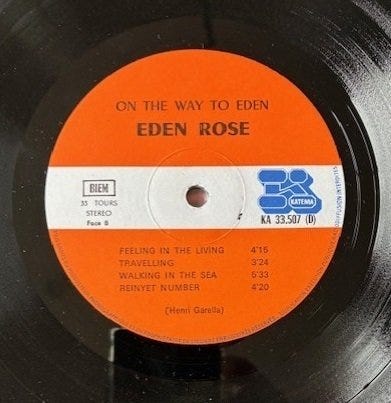 ON THE WAY TO EDEN
EDEN ROSE
BIEM
33 TOURS
STEREO
Face B
KATEMA
KA 33.507 (D)
FEELING IN THE LIVING 4'15
TRAVELLING 3'24
WALKING IN THE SEA 5'33
REINYET NUMBER 4'20
(Henri Garella)